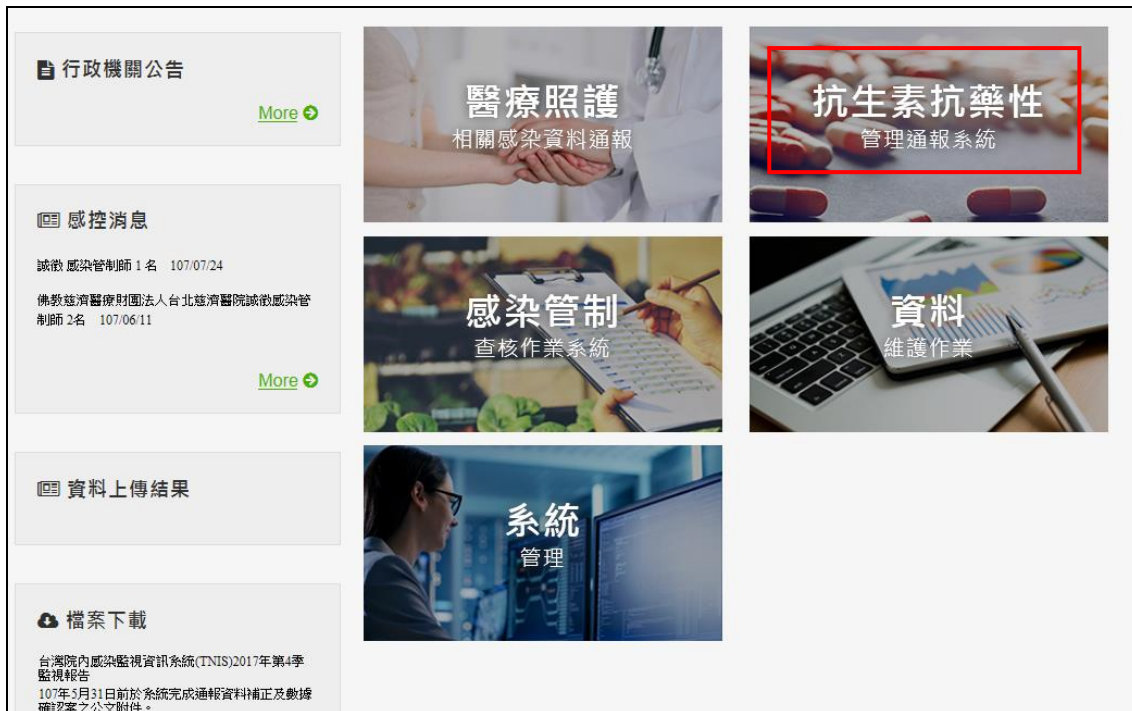 行政機關公告
More
感控消息
誠徵 感染管制師 1 名 107/07/24
佛教慈濟醫療財團法人台北慈濟醫院誠徵感染管
制師 2名 107/06/11
More
資料上傳結果
檔案下載
台灣院內感染監視資訊系統(TNIS)2017年第4季
監視報告
107年5月31日前於系統完成通報資料補正及數據
確認案之公文附件。
醫療照護
相關感染資料通報
抗生素抗藥性
管理通報系統
感染管制
查核作業系統
資料
維護作業
系統
管理